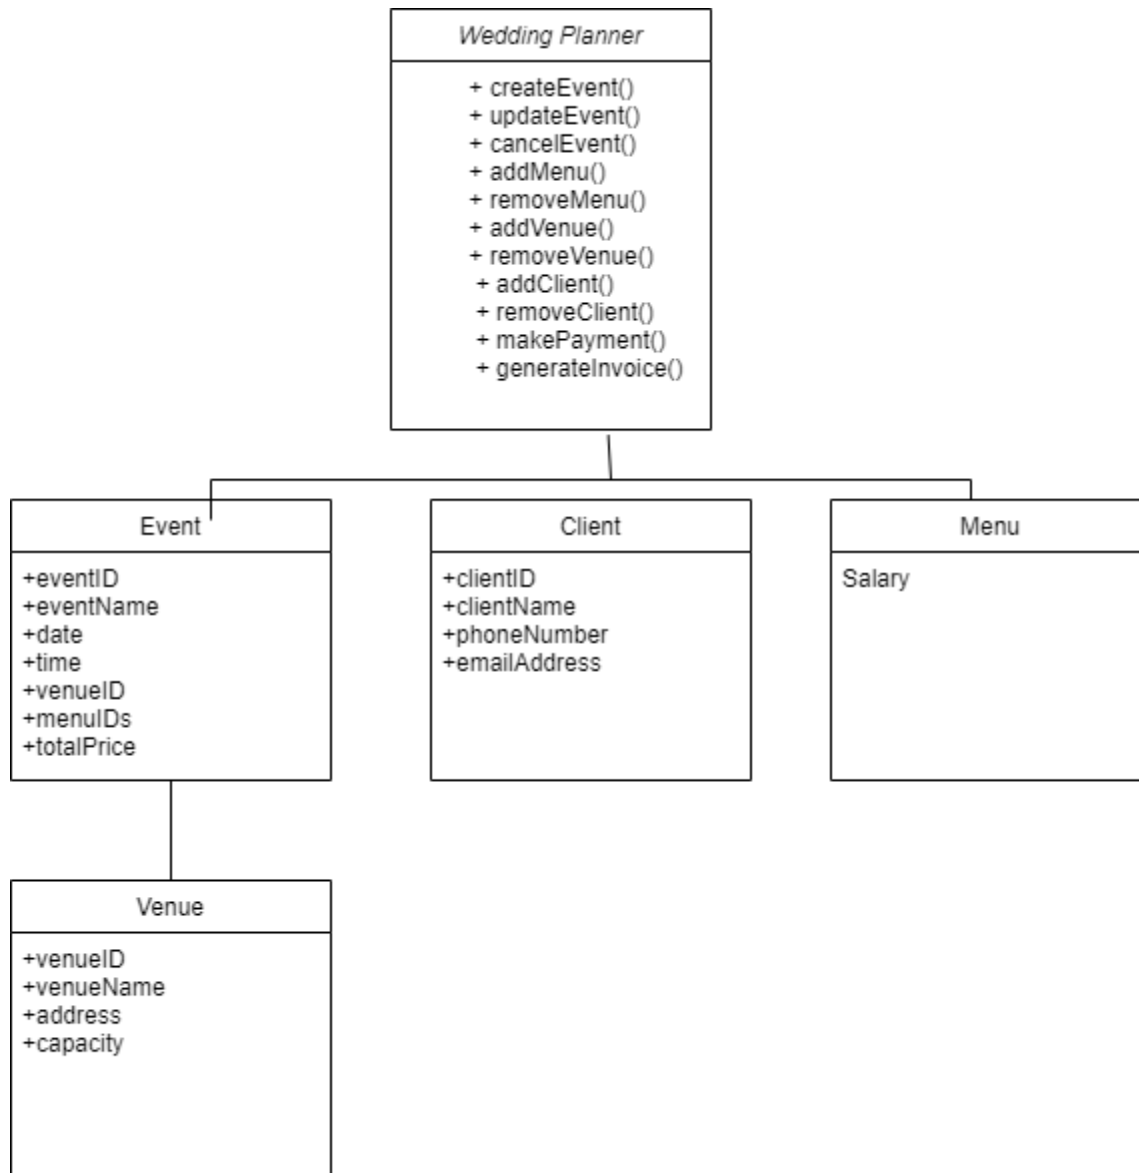 Wedding Planner
+ createEvent()
+ updateEvent()
+ cancelEvent()
+ addMenu()
+ removeMenu()
+ addVenue()
+ removeVenue()
+ addClient()
+ removeClient()
+ makePayment()
+ generateInvoice()
Event
+eventID
+eventName
+date
+time
+venueID
+menuIDs
+totalPrice
Client
+clientID
+clientName
+phoneNumber
+emailAddress
Menu
Salary
Venue
+venueID
+venueName
+address
+capacity